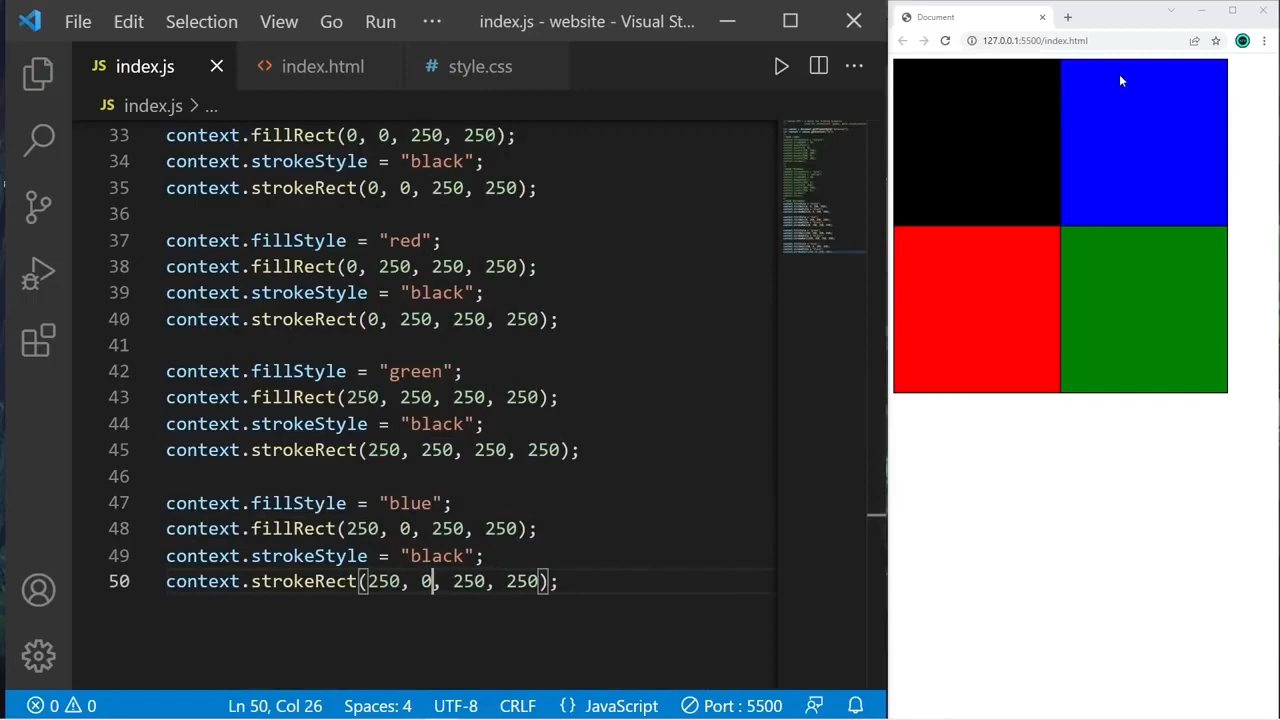 File Edit Selection View Go Run ··· index.js - website - Visual St...
JS index.js <> index.html # style.css
JS index.js > ...
33 context.fillRect(0, 0, 250, 250);
34 context.strokeStyle = "black";
35 context.strokeRect(0, 0, 250, 250);
36
37 context.fillStyle = "red";
38 context.fillRect(0, 250, 250, 250);
39 context.strokeStyle = "black";
40 context.strokeRect(0, 250, 250, 250);
41
42 context.fillStyle = "green";
43 context.fillRect(250, 250, 250, 250);
44 context.strokeStyle = "black";
45 context.strokeRect(250, 250, 250, 250);
46
47 context.fillStyle = "blue";
48 context.fillRect(250, 0, 250, 250);
49 context.strokeStyle = "black";
50 context.strokeRect(250, 0, 250, 250);
0 0 Ln 50, Col 26 Spaces: 4 UTF-8 CRLF {} JavaScript Port : 5500
Document
127.0.0.1:5500/index.html